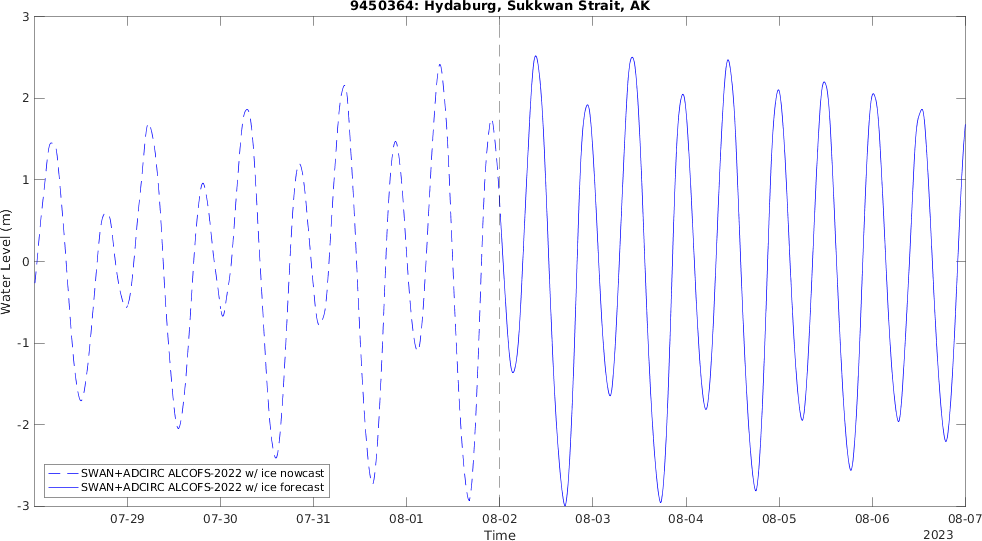 9450364: Hydaburg, Sukkwan Strait, AK
3
2
1
0
-1
-2
-3
Water Level (m)
SWAN+ADCIRC ALCOFS-2022 w/ ice nowcast
SWAN+ADCIRC ALCOFS-2022 w/ ice forecast
07-29 07-30 07-31 08-01 08-02 08-03 08-04 08-05 08-06 08-07
Time
2023